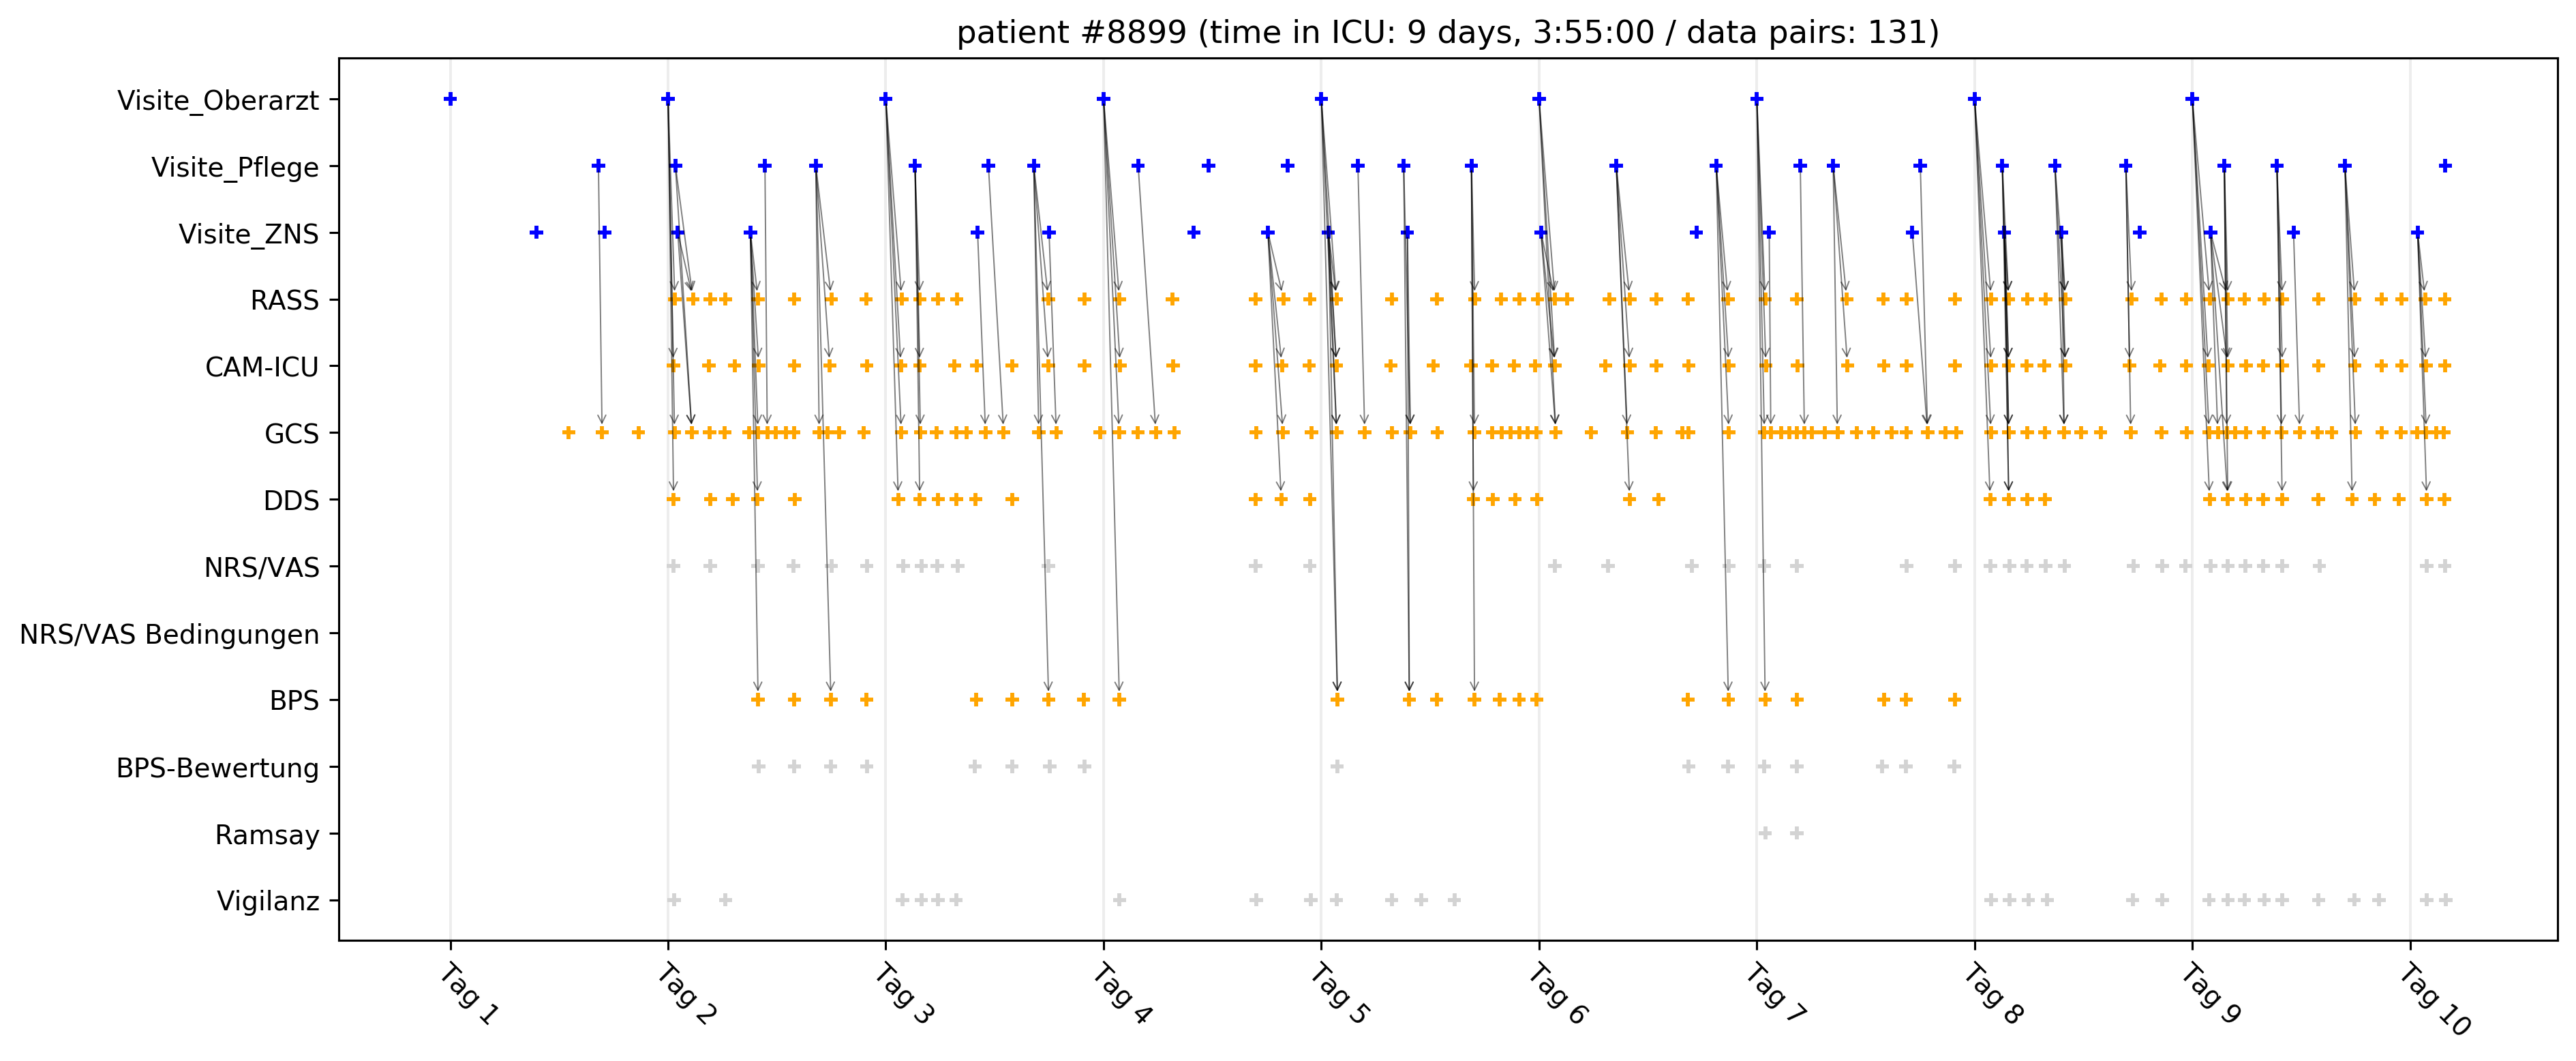 patient #8899 (time in ICU: 9 days, 3:55:00 / data pairs: 131)
Visite_Oberarzt
Visite_Pflege
Visite_ZNS
RASS
CAM-ICU
GCS
DDS
NRS/VAS
NRS/VAS Bedingungen
BPS
BPS-Bewertung
Ramsay
Vigilanz
Tag 1
Tag 2
Tag 3
Tag 4
Tag 5
Tag 6
Tag 7
Tag 8
Tag 9
Tag 10